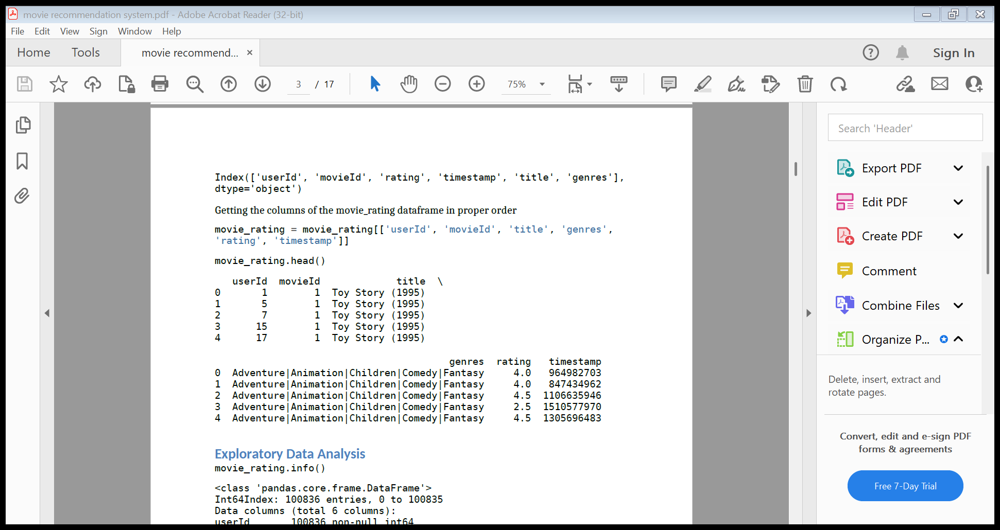 movie recommendation system.pdf - Adobe Acrobat Reader (32-bit)
File Edit View Sign Window Help
Home Tools movie recommend... × Sign In
3 / 17 75%
Search 'Header'
Export PDF
Edit PDF
Create PDF
Comment
Combine Files
Organize P...
Delete, insert, extract and
rotate pages.
Convert, edit and e-sign PDF
forms & agreements
Free 7-Day Trial
Index(['userId', 'movieId', 'rating', 'timestamp', 'title', 'genres'],
dtype='object')
Getting the columns of the movie_rating dataframe in proper order
movie_rating = movie_rating[['userId', 'movieId', 'title', 'genres',
'rating', 'timestamp']]
movie_rating.head()
userId movieId title \
0 1 1 Toy Story (1995)
1 5 1 Toy Story (1995)
2 7 1 Toy Story (1995)
3 15 1 Toy Story (1995)
4 17 1 Toy Story (1995)
genres rating timestamp
0 Adventure|Animation|Children|Comedy|Fantasy 4.0 964982703
1 Adventure|Animation|Children|Comedy|Fantasy 4.0 847434962
2 Adventure|Animation|Children|Comedy|Fantasy 4.5 1106635946
3 Adventure|Animation|Children|Comedy|Fantasy 2.5 1510577970
4 Adventure|Animation|Children|Comedy|Fantasy 4.5 1305696483
Exploratory Data Analysis
movie_rating.info()
<class 'pandas.core.frame.DataFrame'>
Int64Index: 100836 entries, 0 to 100835
Data columns (total 6 columns):
userId 100836 non-null int64